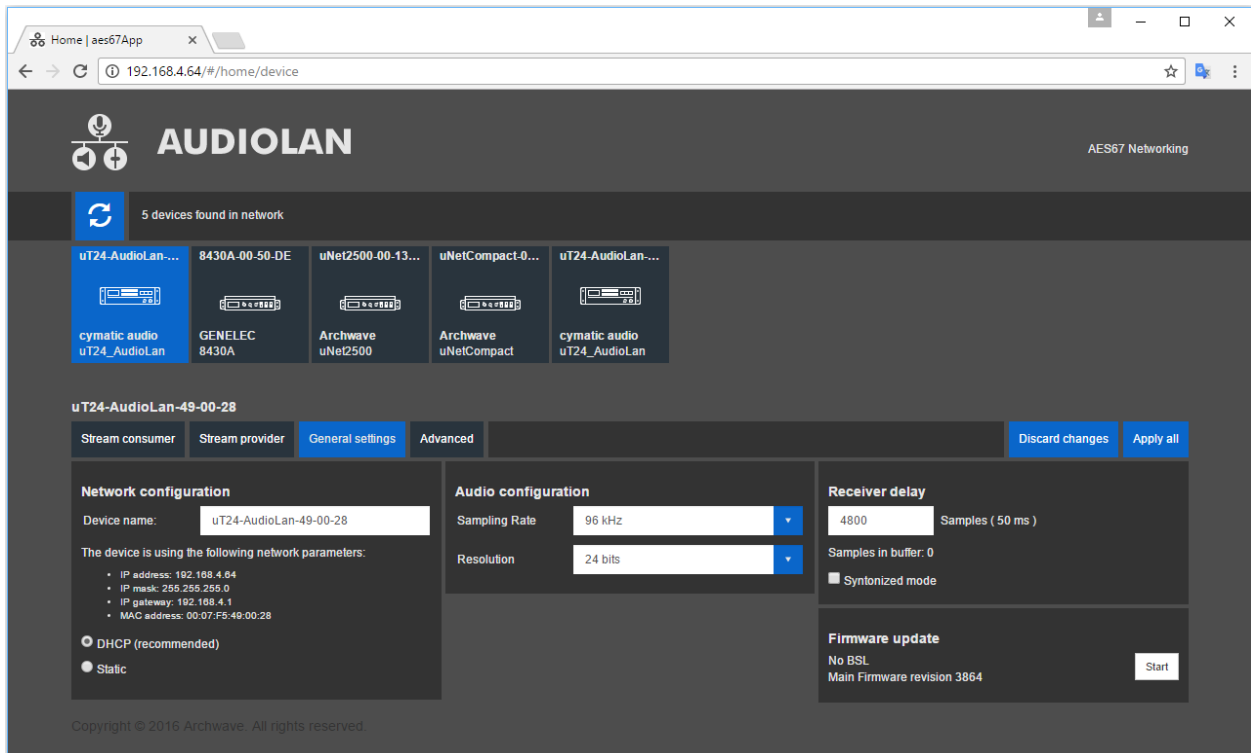 Home | aes67App
192.168.4.64/#/home/device
AUDIOLAN
AES67 Networking
5 devices found in network
uT24-AudioLan-...
cymatic audio
uT24_AudioLan
8430A-00-50-DE
GENELEC
8430A
uNet2500-00-13...
Archwave
uNet2500
uNetCompact-0...
Archwave
uNetCompact
uT24-AudioLan-...
cymatic audio
uT24_AudioLan
uT24-AudioLan-49-00-28
Stream consumer
Stream provider
General settings
Advanced
Discard changes
Apply all
Network configuration
Device name: uT24-AudioLan-49-00-28
The device is using the following network parameters:
• IP address: 192.168.4.64
• IP mask: 255.255.255.0
• IP gateway: 192.168.4.1
• MAC address: 00:07:F5:49:00:28
DHCP (recommended)
Static
Audio configuration
Sampling Rate 96 kHz
Resolution 24 bits
Receiver delay
4800 Samples ( 50 ms )
Samples in buffer: 0
Syntonized mode
Firmware update
No BSL
Main Firmware revision 3864
Start
Copyright © 2016 Archwave. All rights reserved.